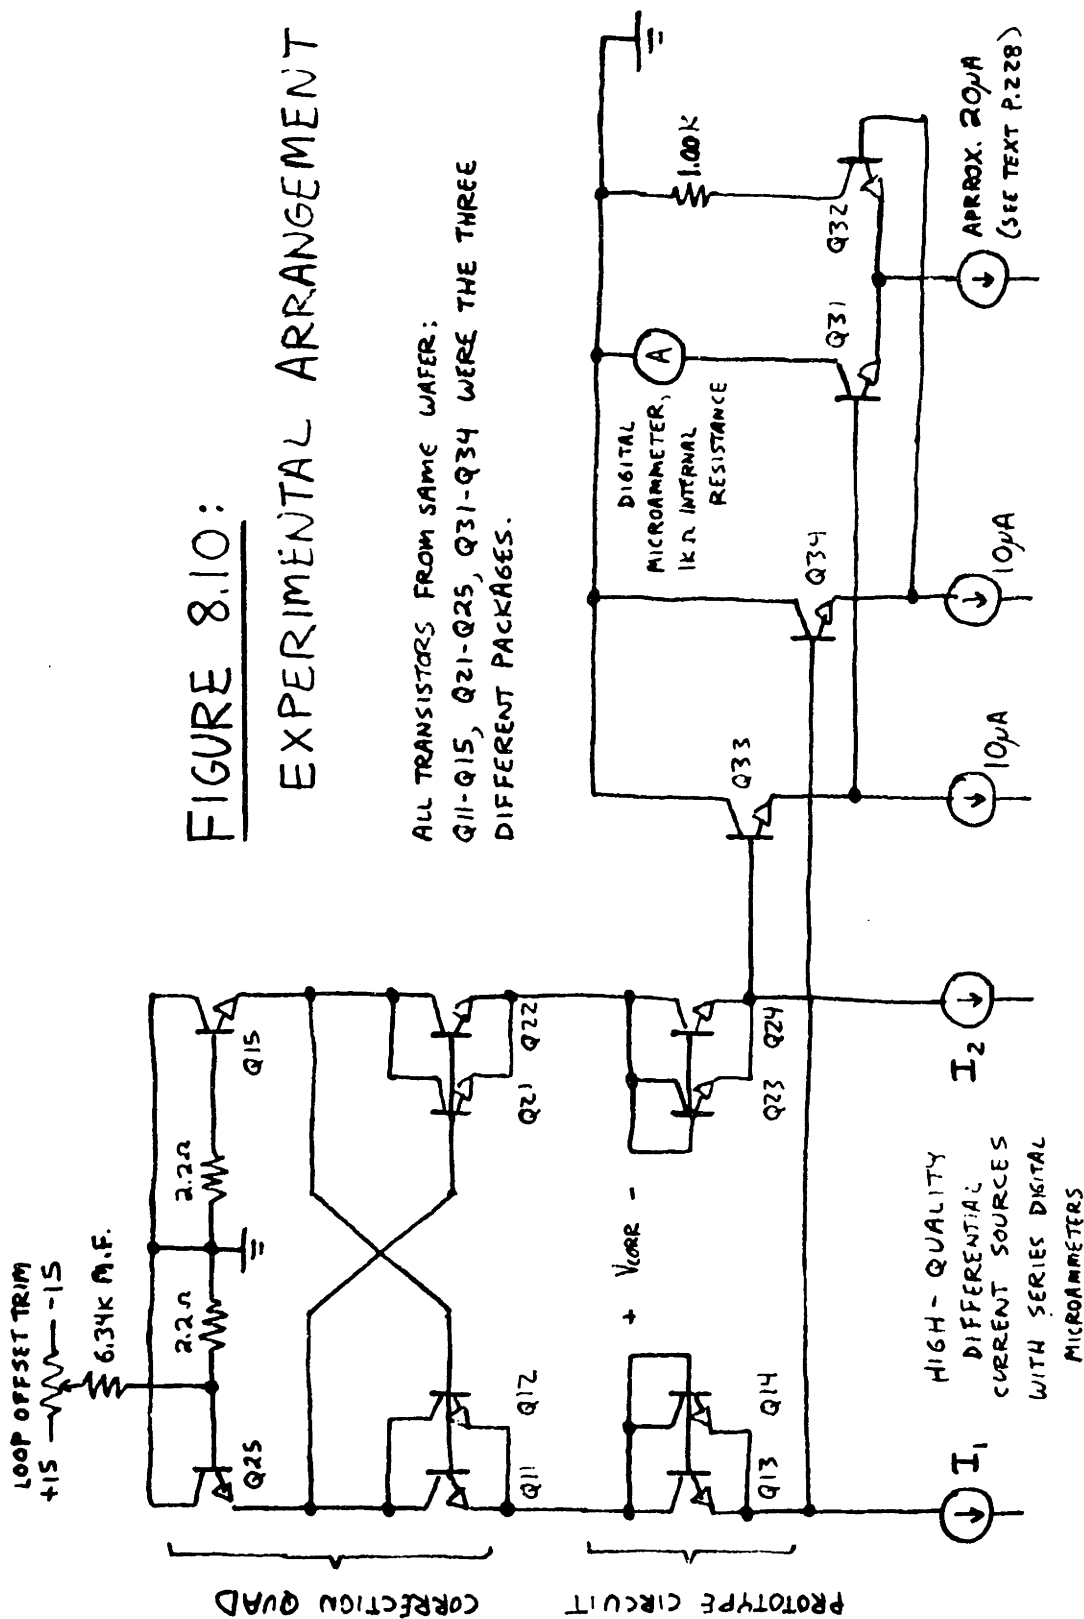 FIGURE 8.10:
EXPERIMENTAL ARRANGEMENT
ALL TRANSISTORS FROM SAME WAFER:
Q11-Q15, Q21-Q25, Q31-Q34 WERE THE THREE
DIFFERENT PACKAGES.
LOOP OFFSET TRIM
+15
-15
6.34K M.F.
2.2Ω
2.2Ω
Q25
Q15
Q11
Q12
Q21
Q22
CORRECTION QUAD
+ VCORR -
Q13
Q14
Q23
Q24
PROTOTYPE CIRCUIT
I1
I2
HIGH-QUALITY
DIFFERENTIAL
CURRENT SOURCES
WITH SERIES DIGITAL
MICROAMMETERS
Q33
Q34
10µA
10µA
DIGITAL
MICROAMMETER,
1KΩ INTERNAL
RESISTANCE
A
1.00K
Q31
Q32
APRROX. 20µA
(SEE TEXT P.228)